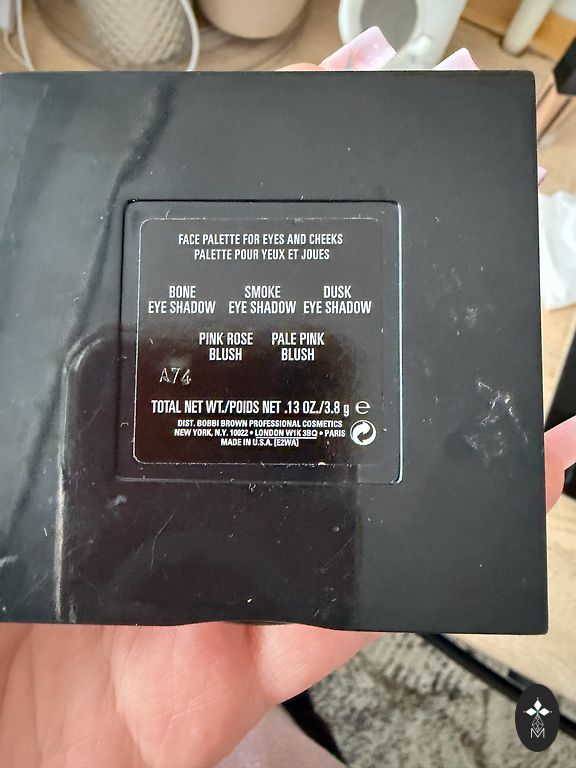 FACE PALETTE FOR EYES AND CHEEKS
PALETTE POUR YEUX ET JOUES
BONE SMOKE DUSK
EYE SHADOW EYE SHADOW EYE SHADOW
PINK ROSE PALE PINK
BLUSH BLUSH
A74
TOTAL NET WT./POIDS NET .13 OZ./3.8 g e
DIST. BOBBI BROWN PROFESSIONAL COSMETICS
NEW YORK, N.Y. 10022 • LONDON W1K 3BQ • PARIS
MADE IN U.S.A. [E2WA]
M